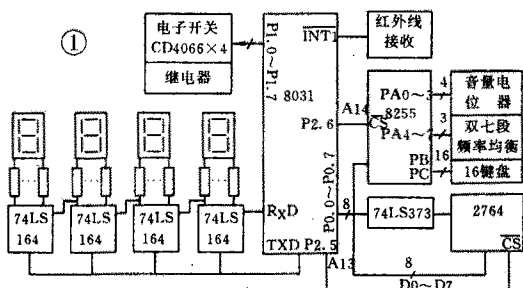 ①
电子开关
CD4066×4
继电器
P1.0~P1.7
INT1
红外线
接收
8031
P2.6
A14
CS
8255
PA0~3
4
音量电
位器
PA4~7
3
双七段
频率均衡
PB
PC
16
16键盘
74LS
164
74LS
164
74LS
164
74LS
164
RXD
TXD
P2.5
P0.0~P0.7
8
74LS373
2764
CS
A13
8
D0~D7